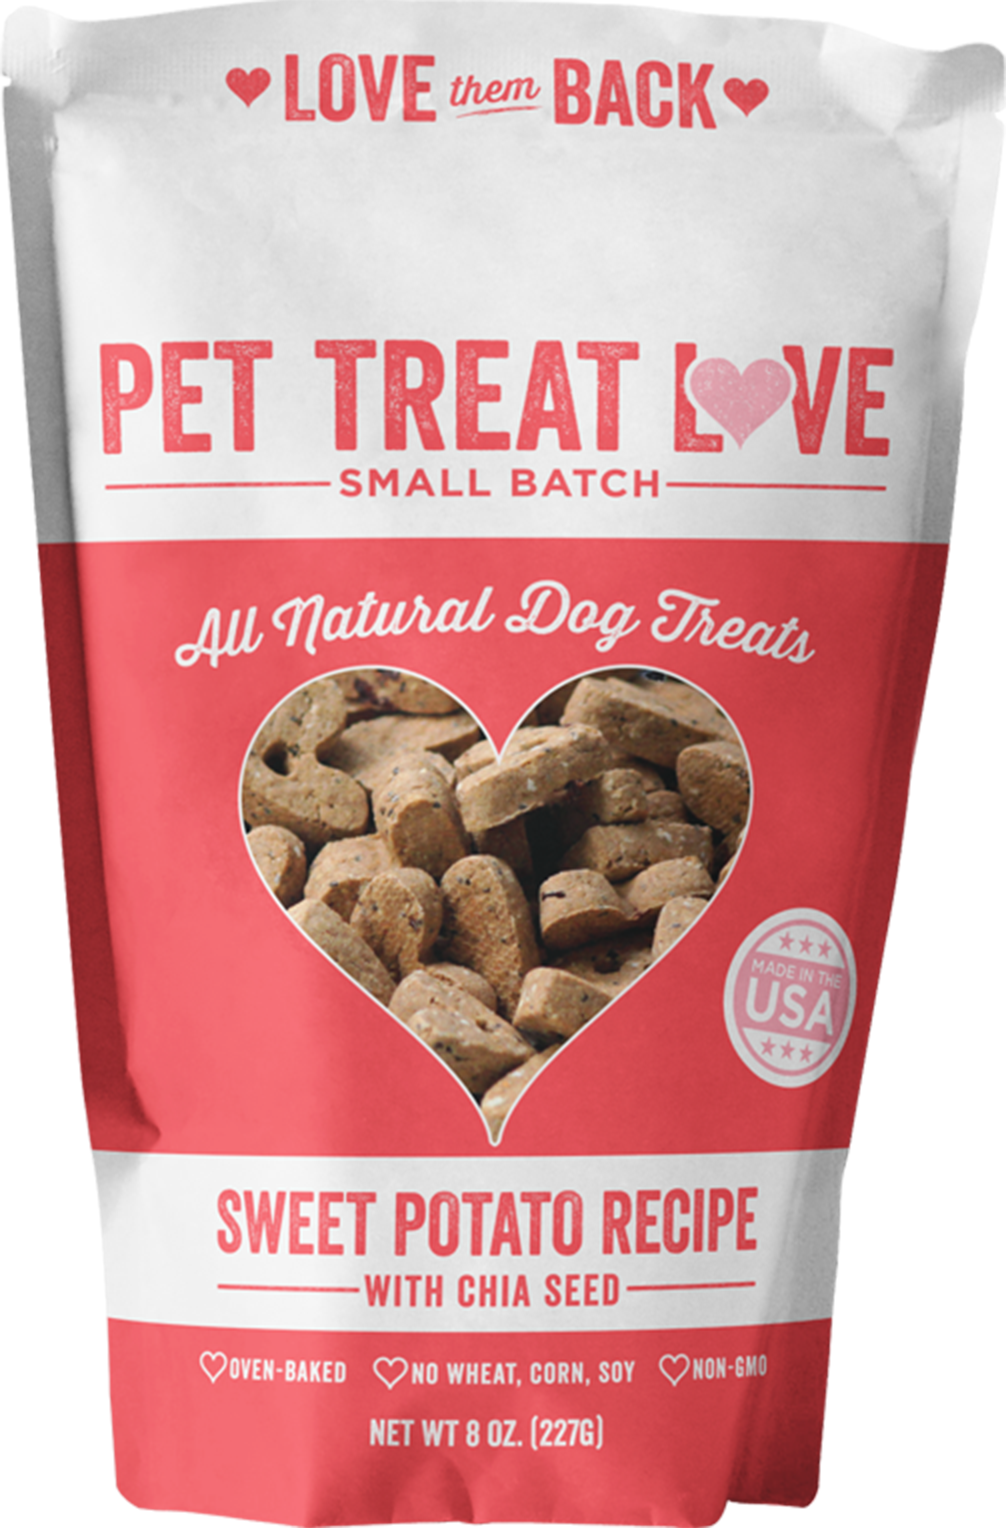 LOVE them BACK
PET TREAT LOVE
SMALL BATCH
All Natural Dog Treats
MADE IN THE
USA
SWEET POTATO RECIPE
WITH CHIA SEED
OVEN-BAKED NO WHEAT, CORN, SOY NON-GMO
NET WT 8 OZ. (227G)